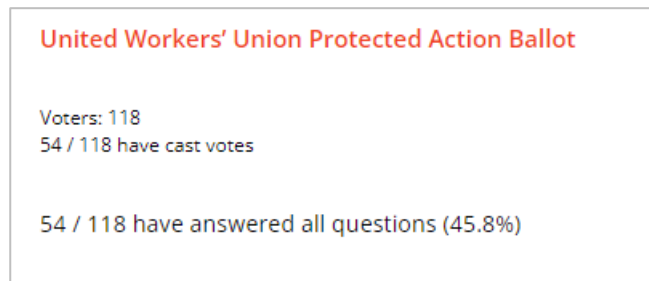 United Workers’ Union Protected Action Ballot
Voters: 118
54 / 118 have cast votes
54 / 118 have answered all questions (45.8%)